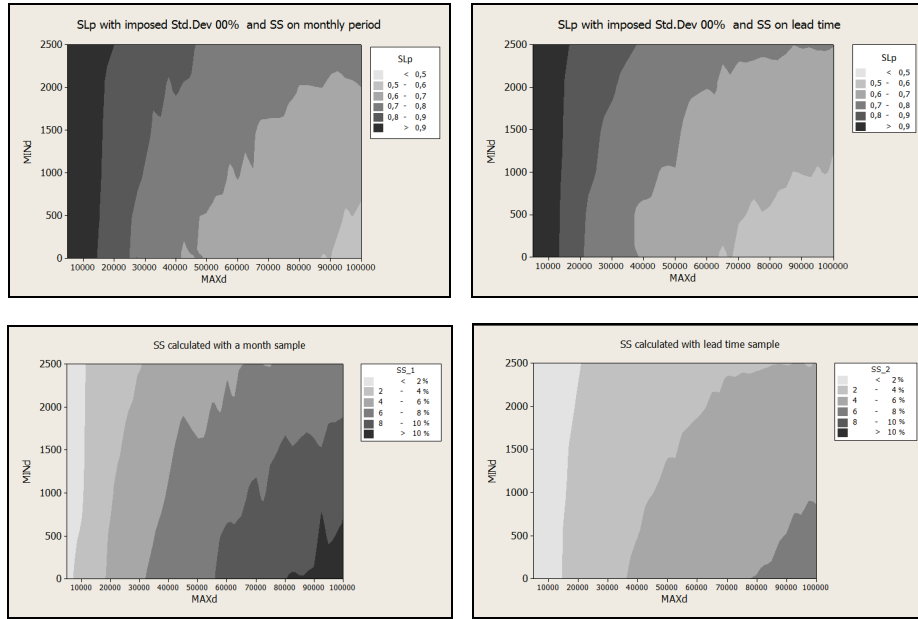 SLp with imposed Std.Dev 00% and SS on monthly period
MINd
2500
2000
1500
1000
500
0
10000 20000 30000 40000 50000 60000 70000 80000 90000 100000
MAXd
SLp
< 0,5
0,5 - 0,6
0,6 - 0,7
0,7 - 0,8
0,8 - 0,9
> 0,9
SLp with imposed Std.Dev 00% and SS on lead time
MINd
2500
2000
1500
1000
500
0
10000 20000 30000 40000 50000 60000 70000 80000 90000 100000
MAXd
SLp
< 0,5
0,5 - 0,6
0,6 - 0,7
0,7 - 0,8
0,8 - 0,9
> 0,9
SS calculated with a month sample
MINd
2500
2000
1500
1000
500
0
10000 20000 30000 40000 50000 60000 70000 80000 90000 100000
MAXd
SS_1
< 2%
2 - 4%
4 - 6%
6 - 8%
8 - 10%
> 10%
SS calculated with lead time sample
MINd
2500
2000
1500
1000
500
0
10000 20000 30000 40000 50000 60000 70000 80000 90000 100000
MAXd
SS_2
< 2%
2 - 4%
4 - 6%
6 - 8%
8 - 10%
> 10%